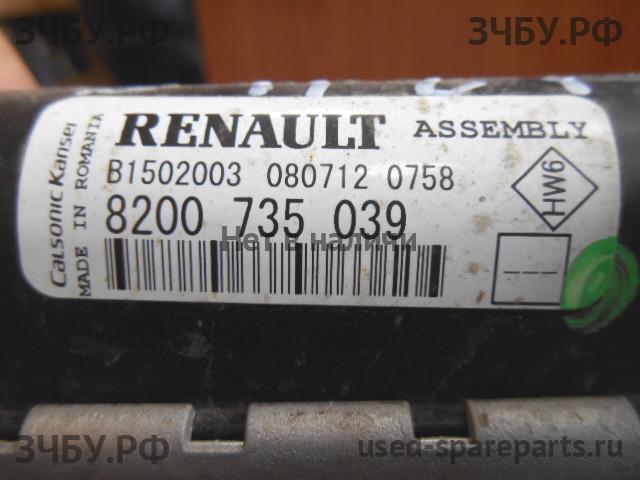 ЗЧБУ.РФ
ЗЧБУ.РФ
RENAULT ASSEMBLY
B1502003 080712 0758
8200 735 039
Нет в наличи
Calsonic Kansei
MADE IN ROMANIA
HW6
---
ЗЧБУ.РФ
used-spareparts.ru